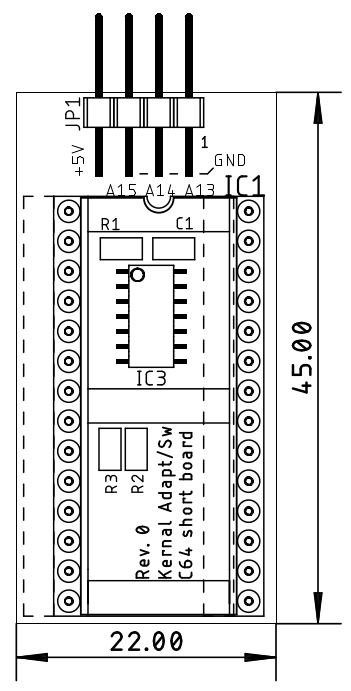 JP1
+5V
1
GND
A15 A14 A13
IC1
R1
C1
IC3
R3
R2
Rev. 0
Kernal Adapt/Sw
C64 short board
45.00
22.00